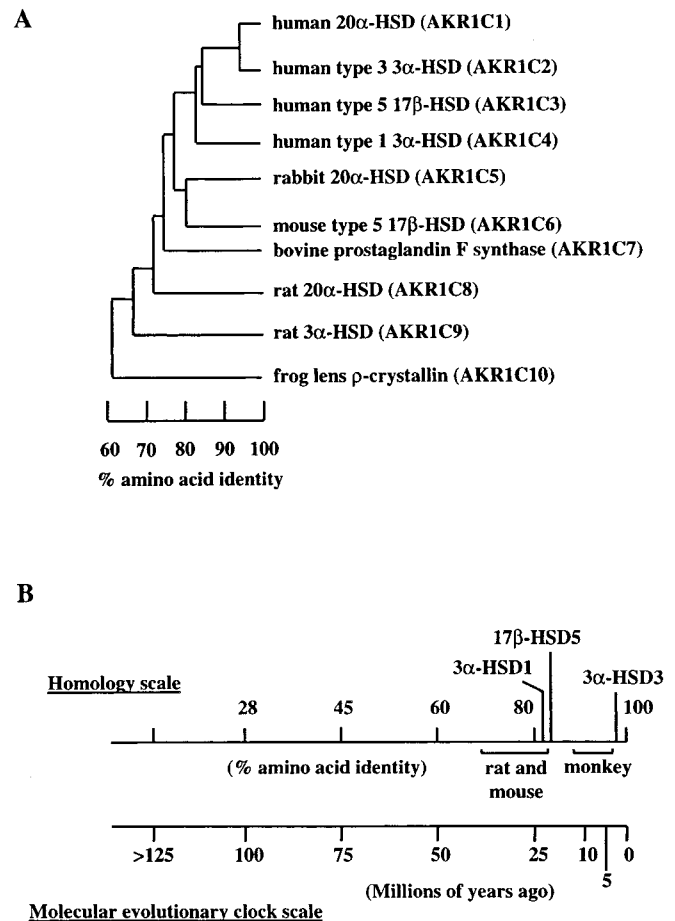 A
human 20α-HSD (AKR1C1)
human type 3 3α-HSD (AKR1C2)
human type 5 17β-HSD (AKR1C3)
human type 1 3α-HSD (AKR1C4)
rabbit 20α-HSD (AKR1C5)
mouse type 5 17β-HSD (AKR1C6)
bovine prostaglandin F synthase (AKR1C7)
rat 20α-HSD (AKR1C8)
rat 3α-HSD (AKR1C9)
frog lens ρ-crystallin (AKR1C10)
60 70 80 90 100
% amino acid identity
B
17β-HSD5
3α-HSD1
3α-HSD3
Homology scale
28 45 60 80 100
(% amino acid identity)
rat and
mouse
monkey
>125 100 75 50 25 10 0
5
(Millions of years ago)
Molecular evolutionary clock scale